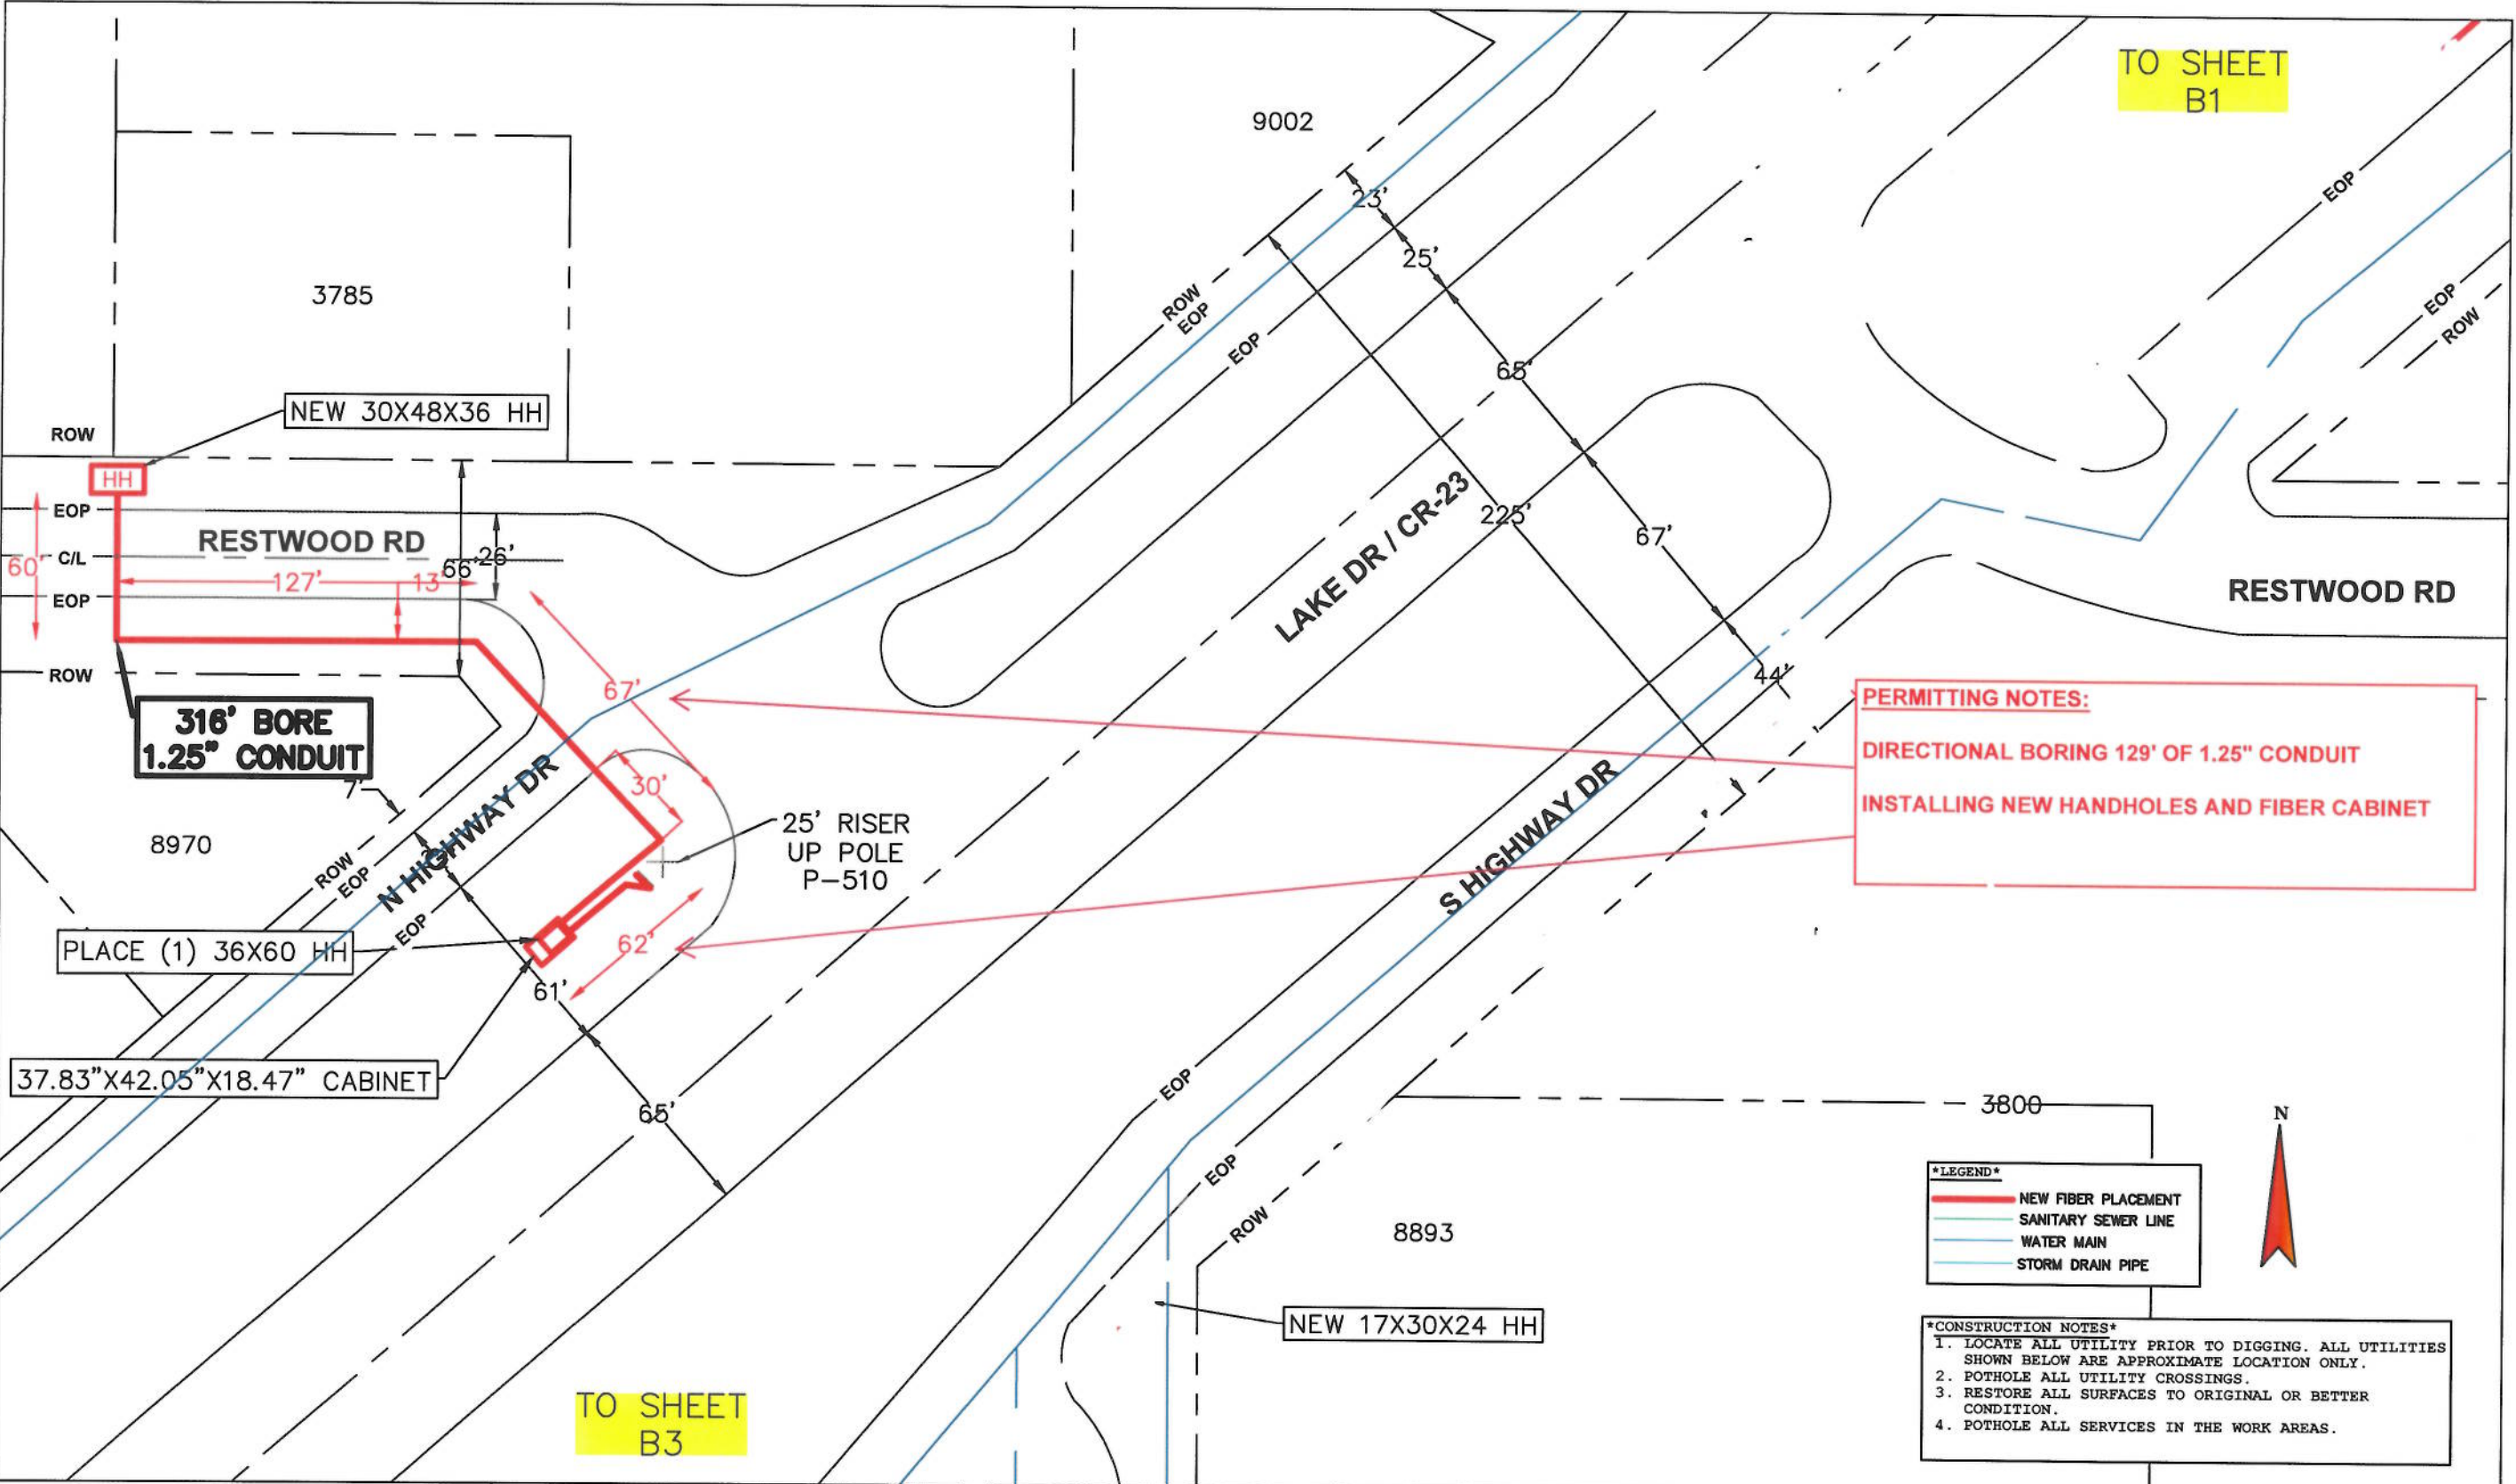 TO SHEET
B1
9002
23'
EOP
25'
3785
ROW
EOP
EOP
EOP
ROW
65'
NEW 30X48X36 HH
ROW
HH
EOP
RESTWOOD RD
C/L
60'
26'
66'
127'
13'
EOP
LAKE DR / CR-23
225'
67'
RESTWOOD RD
ROW
44'
67'
316' BORE
1.25" CONDUIT
PERMITTING NOTES:
DIRECTIONAL BORING 129' OF 1.25" CONDUIT
INSTALLING NEW HANDHOLES AND FIBER CABINET
7'
30'
N HIGHWAY DR
S HIGHWAY DR
25' RISER
UP POLE
P-510
8970
ROW
EOP
EOP
PLACE (1) 36X60 HH
62'
61'
37.83"X42.05"X18.47" CABINET
65'
EOP
3800
N
EOP
ROW
8893
*LEGEND*
NEW FIBER PLACEMENT
SANITARY SEWER LINE
WATER MAIN
STORM DRAIN PIPE
NEW 17X30X24 HH
*CONSTRUCTION NOTES*
1. LOCATE ALL UTILITY PRIOR TO DIGGING. ALL UTILITIES
SHOWN BELOW ARE APPROXIMATE LOCATION ONLY.
2. POTHOLE ALL UTILITY CROSSINGS.
3. RESTORE ALL SURFACES TO ORIGINAL OR BETTER
CONDITION.
4. POTHOLE ALL SERVICES IN THE WORK AREAS.
TO SHEET
B3